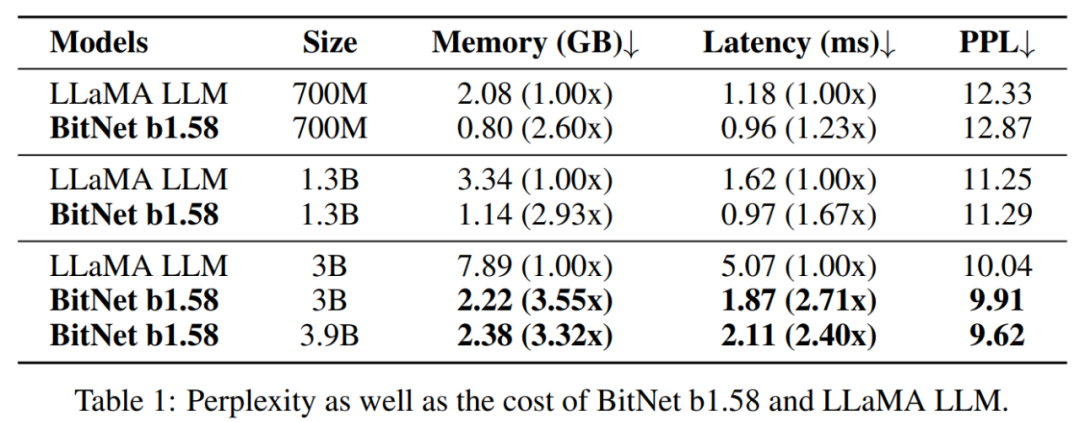 Models Size Memory (GB)↓ Latency (ms)↓ PPL↓
LLaMA LLM 700M 2.08 (1.00x) 1.18 (1.00x) 12.33
BitNet b1.58 700M 0.80 (2.60x) 0.96 (1.23x) 12.87
LLaMA LLM 1.3B 3.34 (1.00x) 1.62 (1.00x) 11.25
BitNet b1.58 1.3B 1.14 (2.93x) 0.97 (1.67x) 11.29
LLaMA LLM 3B 7.89 (1.00x) 5.07 (1.00x) 10.04
BitNet b1.58 3B 2.22 (3.55x) 1.87 (2.71x) 9.91
BitNet b1.58 3.9B 2.38 (3.32x) 2.11 (2.40x) 9.62
Table 1: Perplexity as well as the cost of BitNet b1.58 and LLaMA LLM.